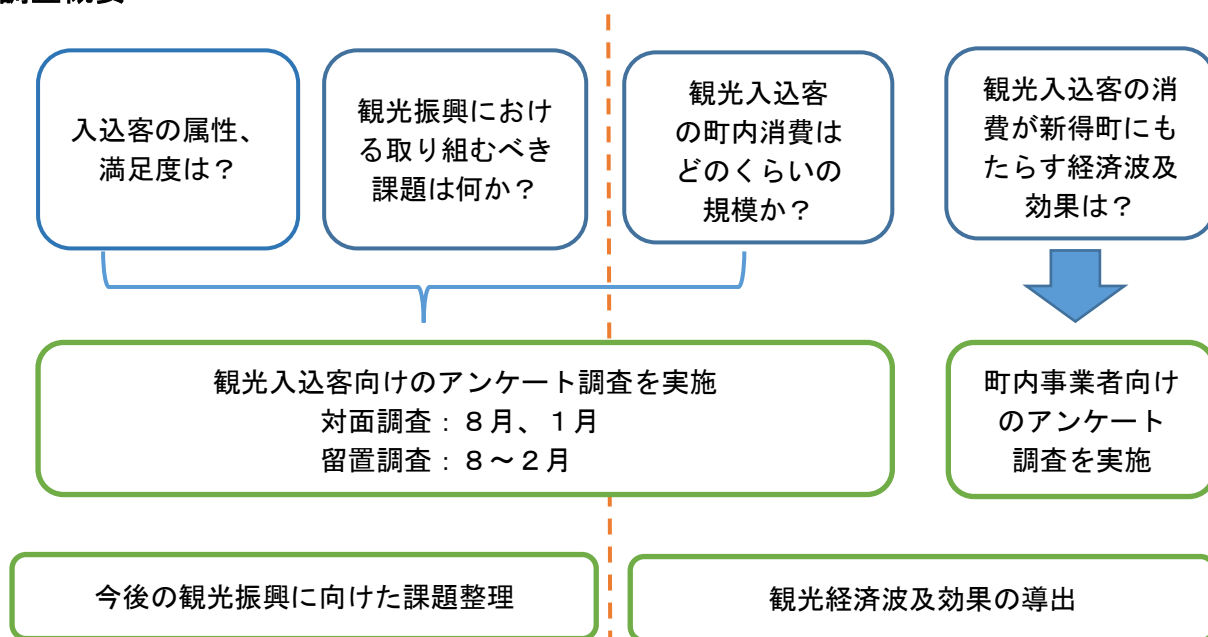 調査概要
入込客の属性、
満足度は？
観光振興におけ
る取り組むべき
課題は何か？
観光入込客
の町内消費は
どのくらいの
規模か？
観光入込客の消
費が新得町にも
たらす経済波及
効果は？
観光入込客向けのアンケート調査を実施
対面調査：８月、１月
留置調査：８～２月
町内事業者向け
のアンケート
調査を実施
今後の観光振興に向けた課題整理
観光経済波及効果の導出